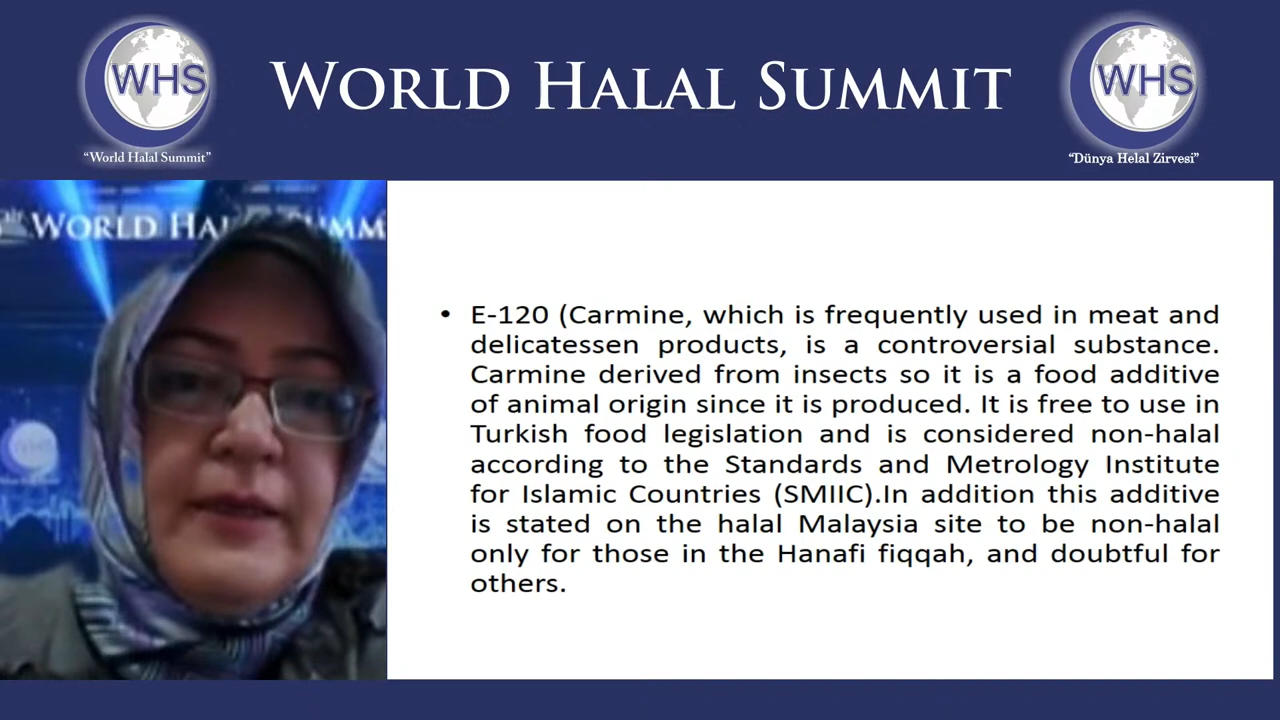 WHS
"World Halal Summit"
WORLD HALAL SUMMIT
WHS
"Dünya Helal Zirvesi"
WORLD HAL UMM
• E-120 (Carmine, which is frequently used in meat and
delicatessen products, is a controversial substance.
Carmine derived from insects so it is a food additive
of animal origin since it is produced. It is free to use in
Turkish food legislation and is considered non-halal
according to the Standards and Metrology Institute
for Islamic Countries (SMIIC).In addition this additive
is stated on the halal Malaysia site to be non-halal
only for those in the Hanafi fiqqah, and doubtful for
others.